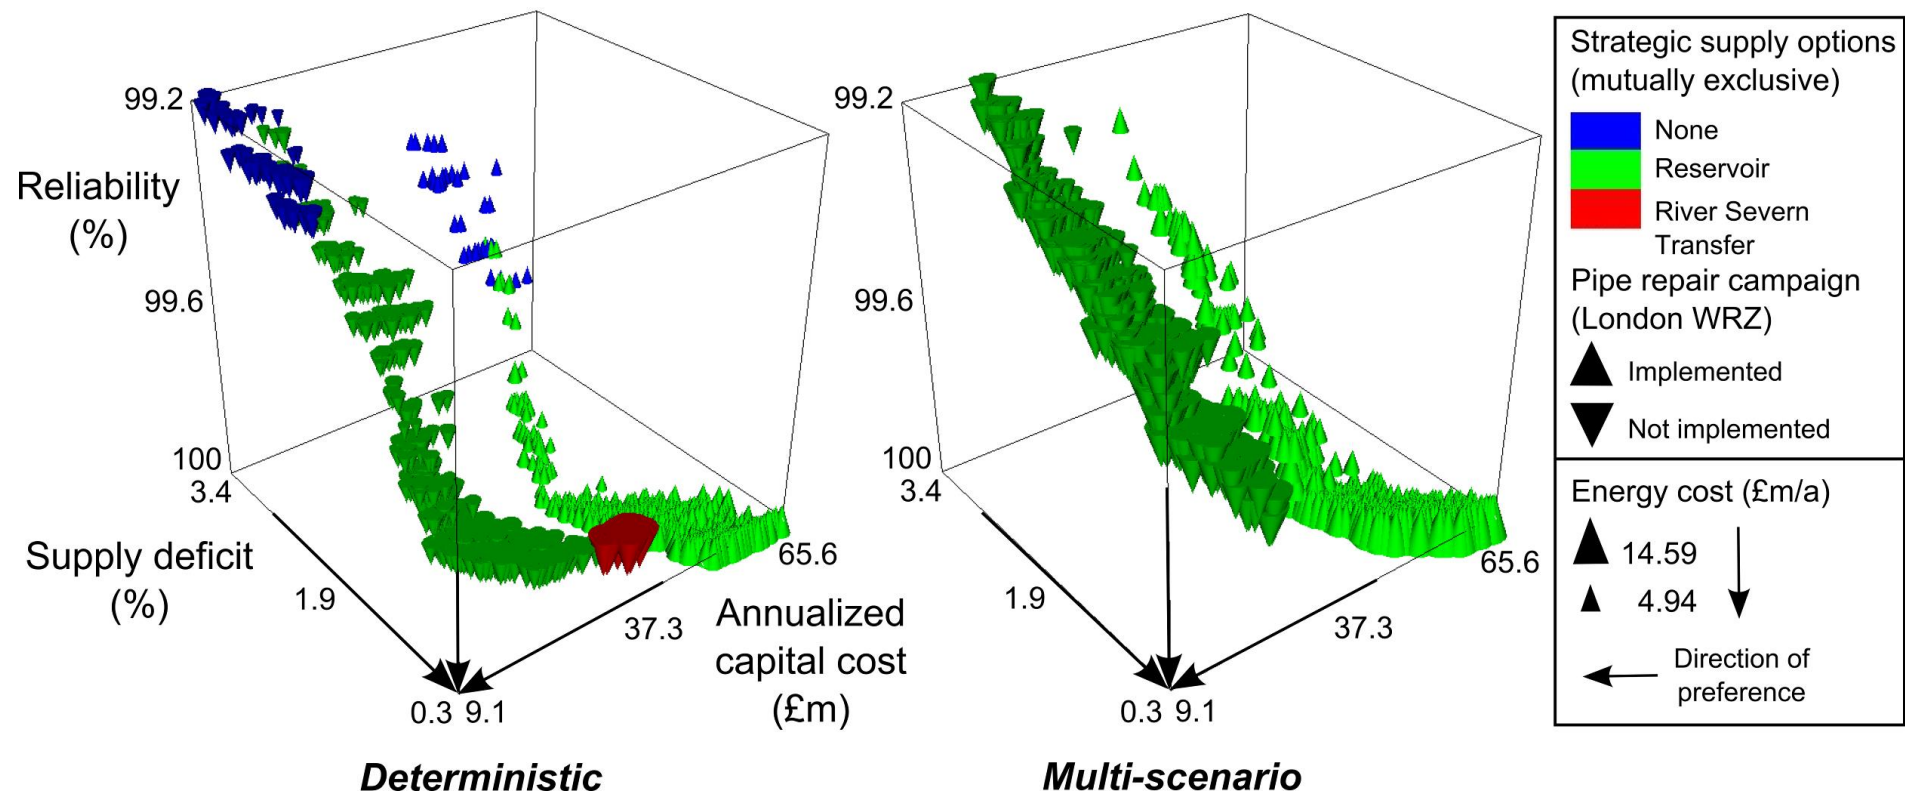 99.2
Reliability
(%)
99.6
100
3.4
Supply deficit
(%)
1.9
0.3 9.1
37.3
65.6
Annualized
capital cost
(£m)
Deterministic
99.2
99.6
100
3.4
1.9
0.3 9.1
37.3
65.6
Multi-scenario
Strategic supply options
(mutually exclusive)
None
Reservoir
River Severn
Transfer
Pipe repair campaign
(London WRZ)
Implemented
Not implemented
Energy cost (£m/a)
14.59
4.94
Direction of
preference